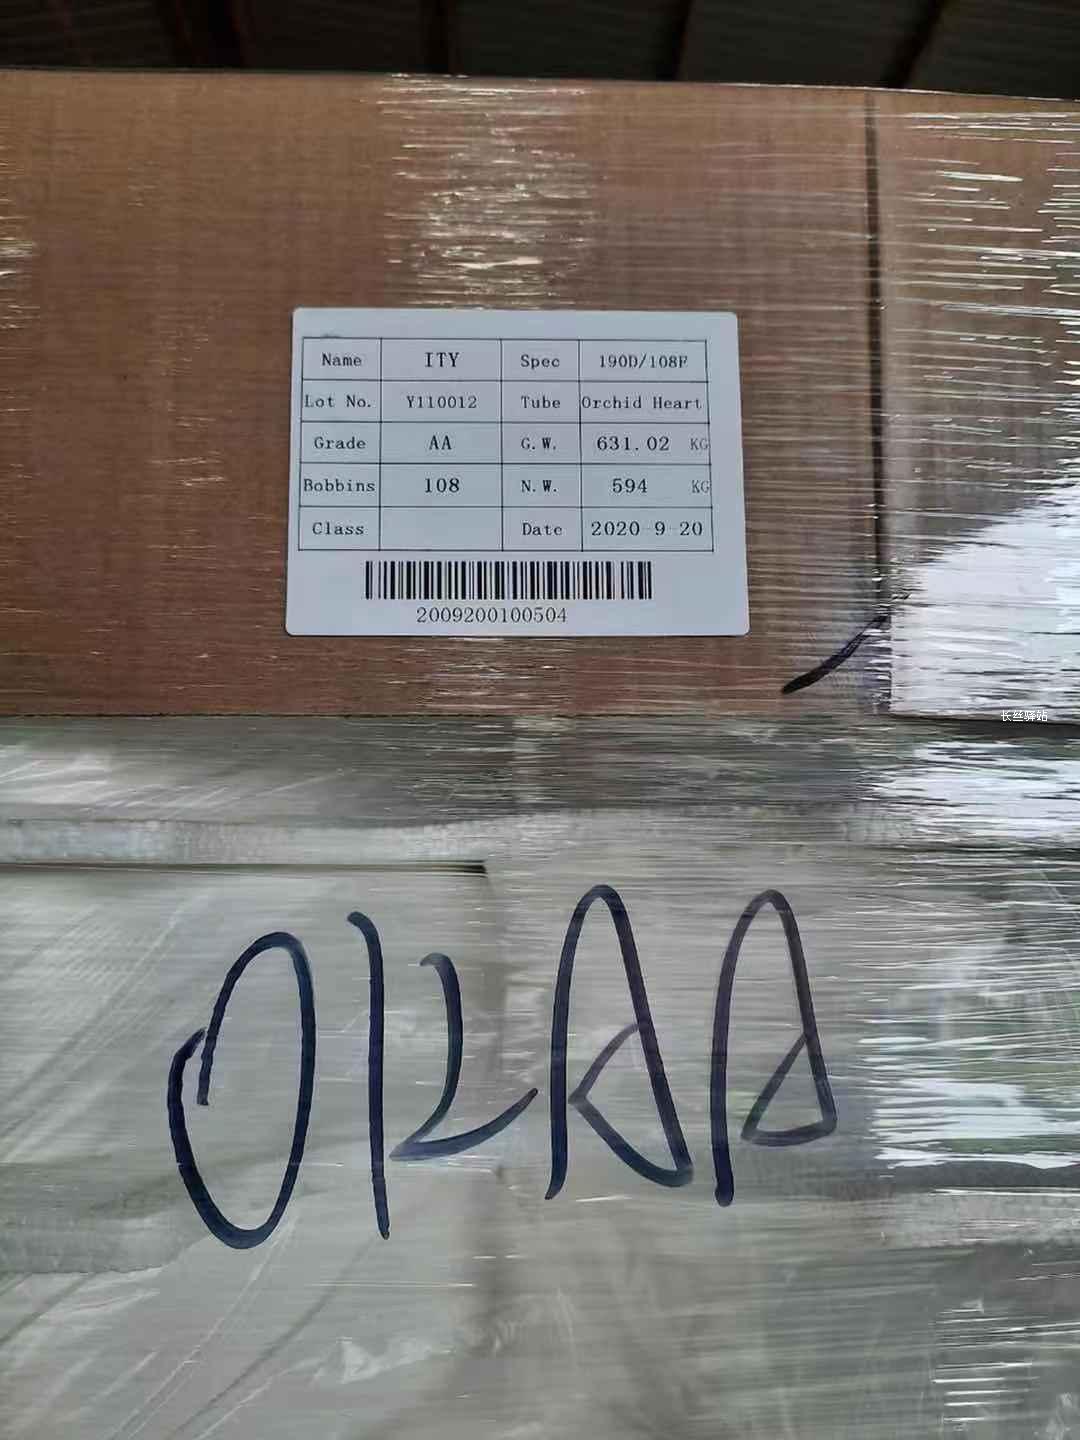 Name ITY Spec 190D/108F
Lot No. Y110012 Tube Orchid Heart
Grade AA G.W. 631.02 KG
Bobbins 108 N.W. 594 KG
Class Date 2020-9-20
2009200100504
长丝驿站
OKAA